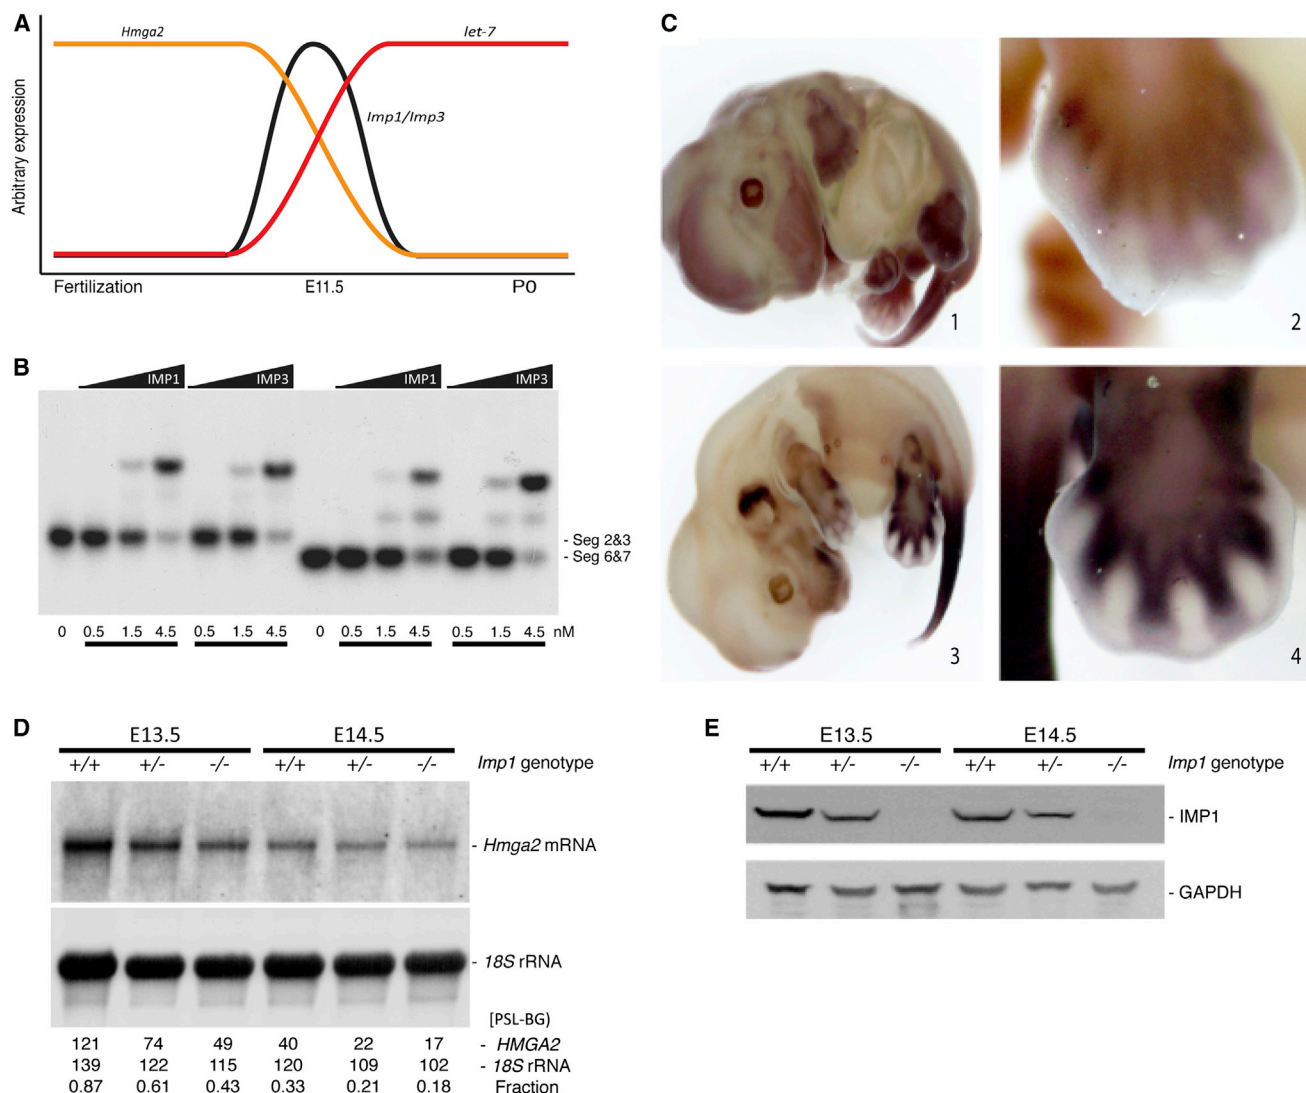 A
Hmga2
let-7
Imp1/Imp3
Arbitrary expression
Fertilization
E11.5
P0
B
IMP1
IMP3
IMP1
IMP3
- Seg 2&3
- Seg 6&7
0 0.5 1.5 4.5 0.5 1.5 4.5 0 0.5 1.5 4.5 0.5 1.5 4.5 nM
C
1
2
3
4
D
E13.5 E14.5
+/+ +/- -/- +/+ +/- -/- Imp1 genotype
- Hmga2 mRNA
- 18S rRNA
[PSL-BG)
121 74 49 40 22 17 - HMGA2
139 122 115 120 109 102 - 18S rRNA
0.87 0.61 0.43 0.33 0.21 0.18 Fraction
E
E13.5 E14.5
+/+ +/- -/- +/+ +/- -/- Imp1 genotype
- IMP1
- GAPDH